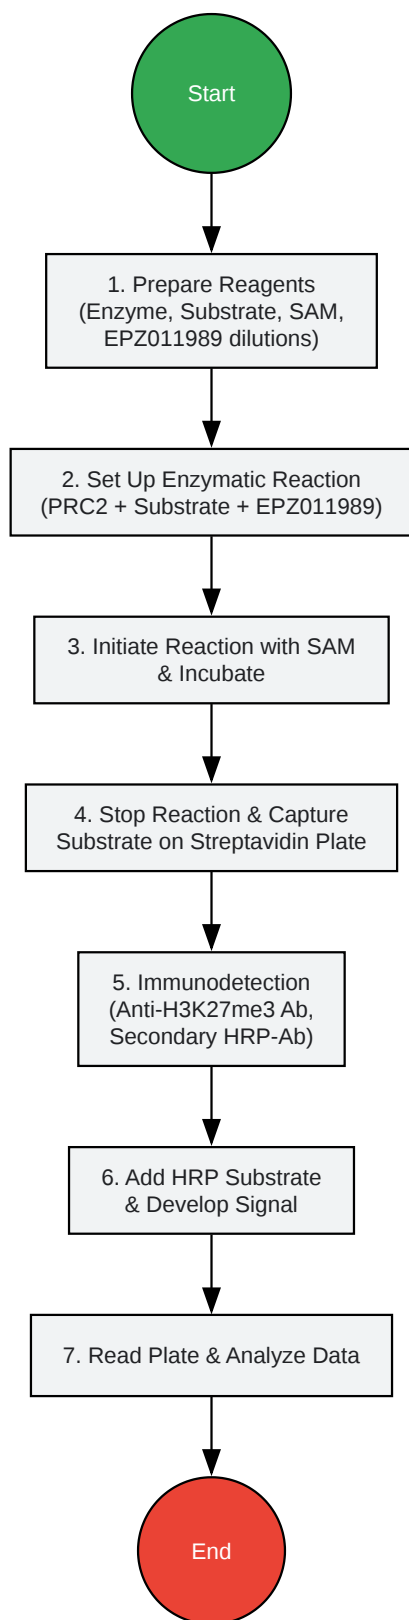 Start
1. Prepare Reagents
(Enzyme, Substrate, SAM,
EPZ011989 dilutions)
2. Set Up Enzymatic Reaction
(PRC2 + Substrate + EPZ011989)
3. Initiate Reaction with SAM
& Incubate
4. Stop Reaction & Capture
Substrate on Streptavidin Plate
5. Immunodetection
(Anti-H3K27me3 Ab,
Secondary HRP-Ab)
6. Add HRP Substrate
& Develop Signal
7. Read Plate & Analyze Data
End